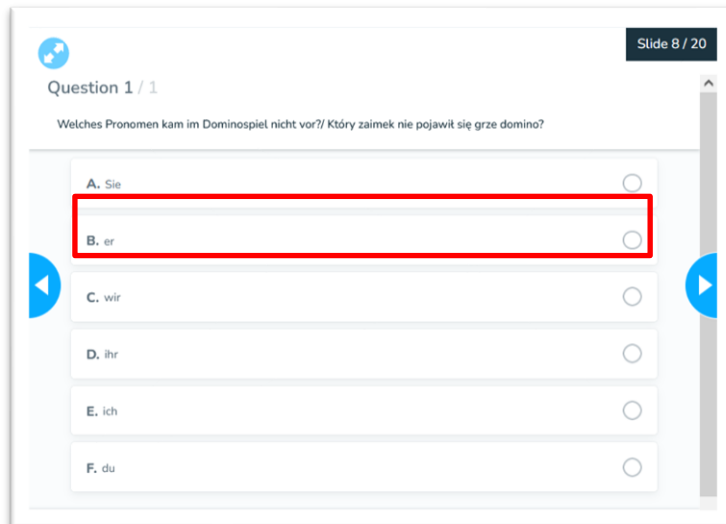 Slide 8 / 20
Question 1 / 1
Welches Pronomen kam im Dominospiel nicht vor?/ Który zaimek nie pojawił się grze domino?
A. Sie
B. er
C. wir
D. ihr
E. ich
F. du